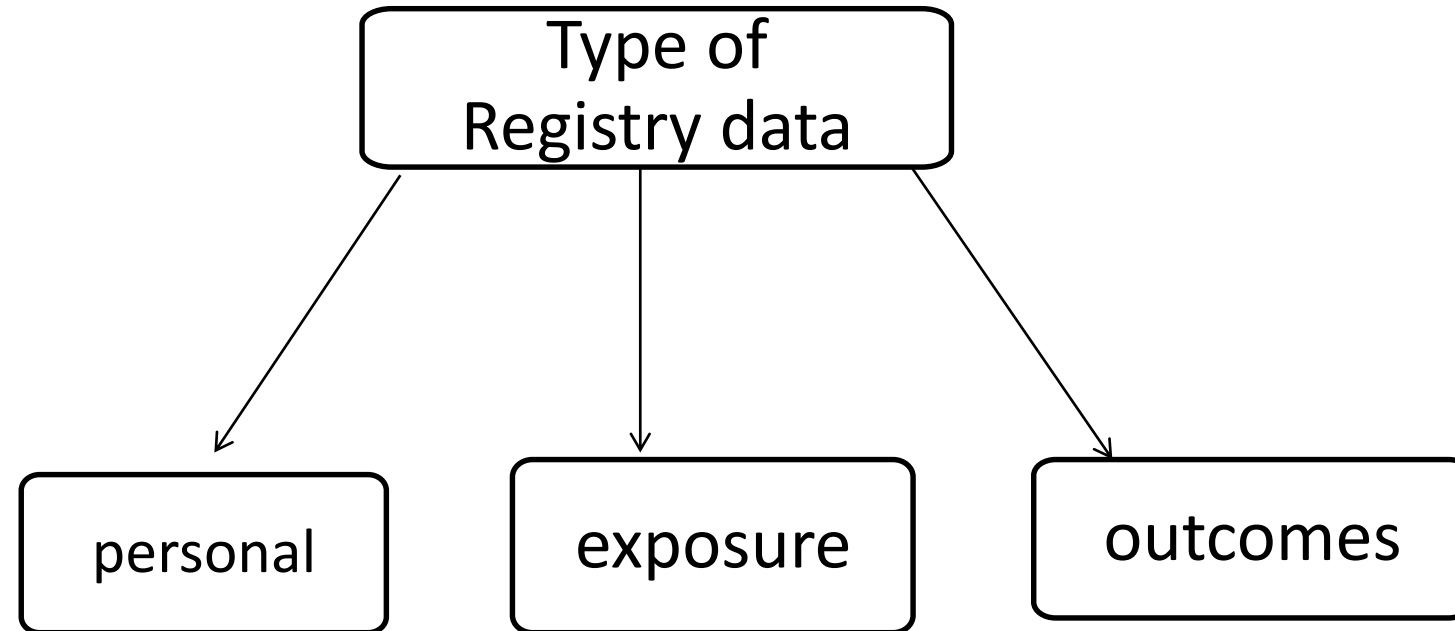 Type of
Registry data
personal
exposure
outcomes